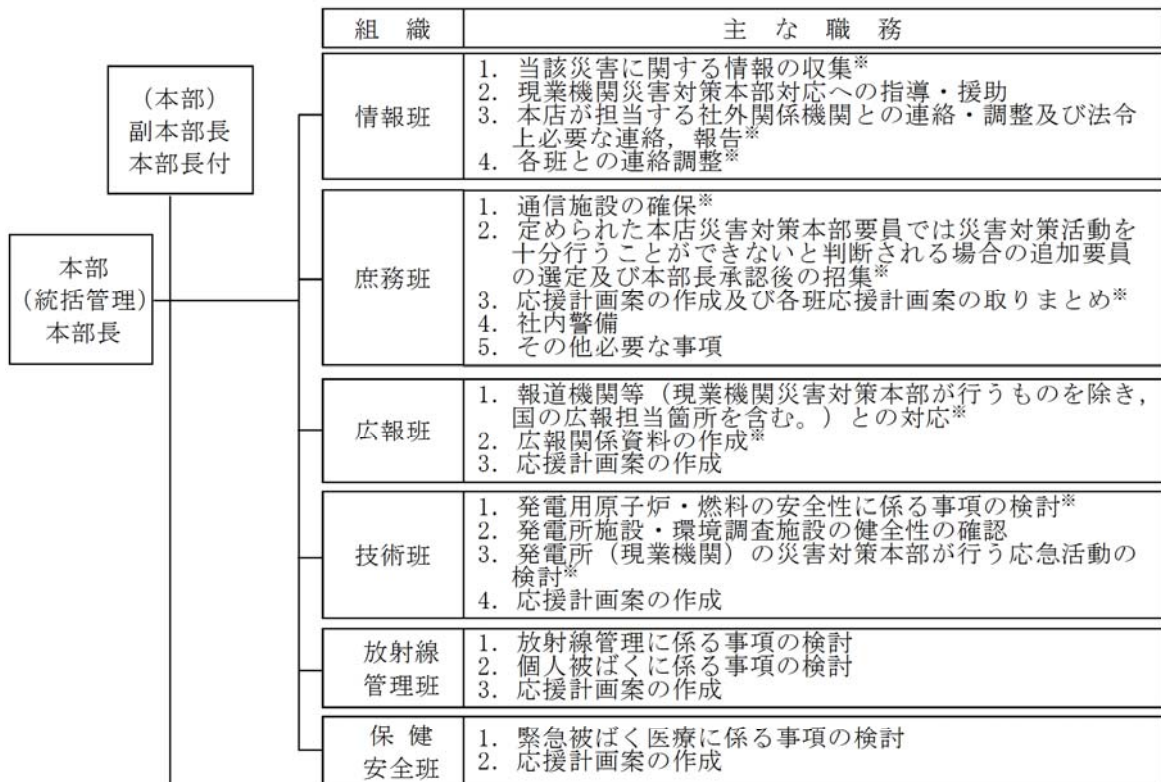 組　織　主　な　職　務
(本部)
副本部長
本部長付
本部
(統括管理)
本部長
情報班
1．当該災害に関する情報の収集※
2．現業機関災害対策本部対応への指導・援助
3．本店が担当する社外関係機関との連絡・調整及び法令
上必要な連絡，報告※
4．各班との連絡調整※
庶務班
1．通信施設の確保※
2．定められた本店災害対策本部要員では災害対策活動を
十分行うことができないと判断される場合の追加要員
の選定及び本部長承認後の招集※
3．応援計画案の作成及び各班応援計画案の取りまとめ※
4．社内警備
5．その他必要な事項
広報班
1．報道機関等（現業機関災害対策本部が行うものを除き，
国の広報担当箇所を含む。）との対応※
2．広報関係資料の作成※
3．応援計画案の作成
技術班
1．発電用原子炉・燃料の安全性に係る事項の検討※
2．発電所施設・環境調査施設の健全性の確認
3．発電所（現業機関）の災害対策本部が行う応急活動の
検討※
4．応援計画案の作成
放射線
管理班
1．放射線管理に係る事項の検討
2．個人被ばくに係る事項の検討
3．応援計画案の作成
保　健
安全班
1．緊急被ばく医療に係る事項の検討
2．応援計画案の作成